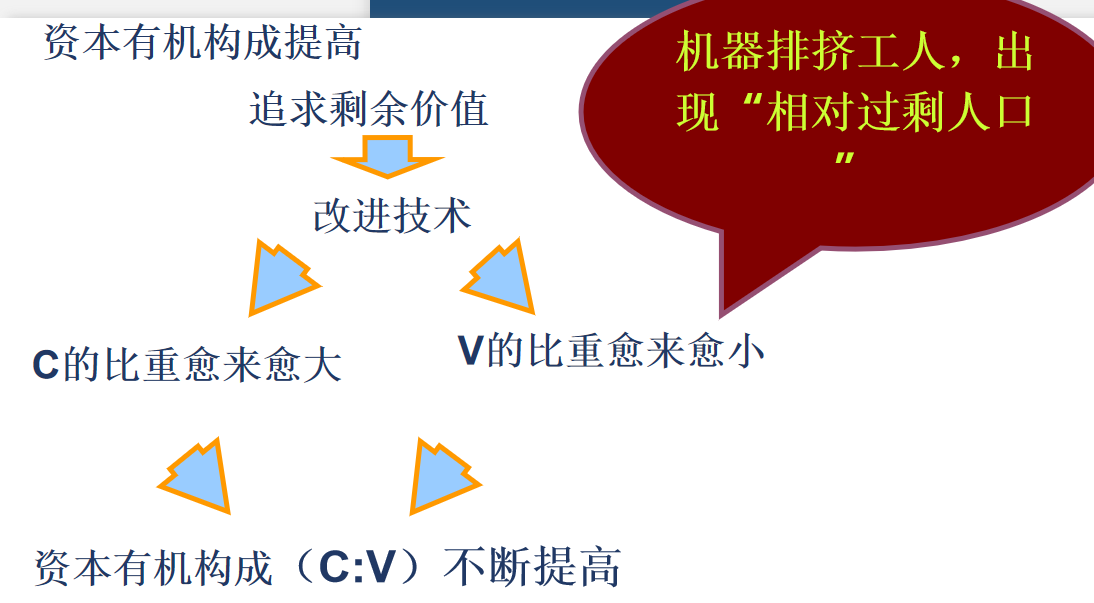 资本有机构成提高
机器排挤工人，出
现“相对过剩人口
”
追求剩余价值
改进技术
C的比重愈来愈大
V的比重愈来愈小
资本有机构成（C:V）不断提高